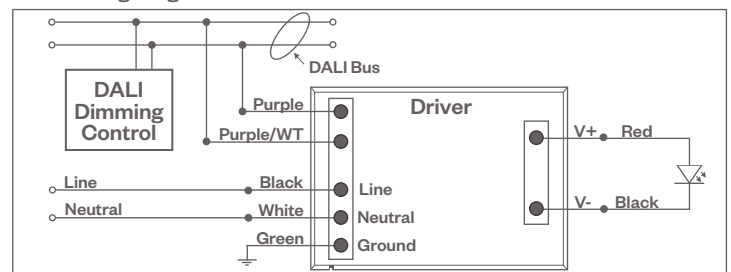 DALI Bus
DALI
Dimming
Control
Driver
Purple
Purple/WT
V+ Red
Line Black Line
Neutral White Neutral
V- Black
Green Ground